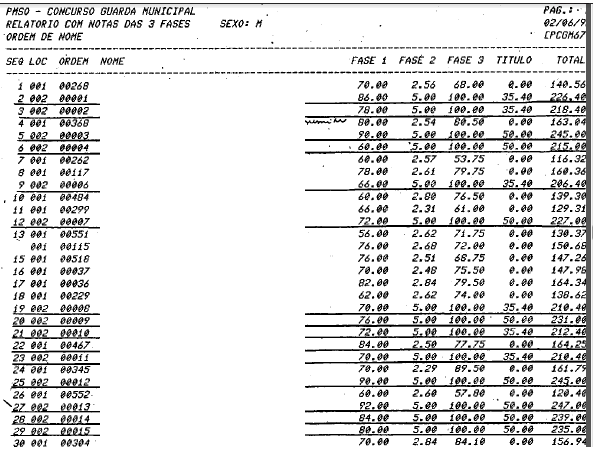 PMSO - CONCURSO GUARDA MUNICIPAL PAG.:
RELATORIO COM NOTAS DAS 3 FASES SEXO: M 02/06/9
ORDEM DE NOME CPCGM67
SEQ LOC ORDEM NOME FASE 1 FASE 2 FASE 3 TITULO TOTAL
1 001 00268 70.00 2.56 68.00 0.00 140.56
2 002 00001 86.00 5.00 100.00 35.40 226.40
3 002 00002 78.00 5.00 100.00 35.40 218.40
4 001 00368 80.00 2.54 80.50 0.00 163.04
5 002 00003 90.00 5.00 100.00 50.00 245.00
6 002 00004 60.00 5.00 100.00 50.00 215.00
7 001 00262 60.00 2.57 53.75 0.00 116.32
8 001 00117 78.00 2.61 79.75 0.00 160.36
9 002 00006 66.00 5.00 100.00 35.40 206.40
10 001 00484 60.00 2.80 76.50 0.00 139.30
11 001 00299 66.00 2.31 61.00 0.00 129.31
12 002 00007 72.00 5.00 100.00 50.00 227.00
13 001 00551 56.00 2.62 71.75 0.00 130.37
001 00115 76.00 2.68 72.00 0.00 150.68
15 001 00518 76.00 2.51 68.75 0.00 147.26
16 001 00037 70.00 2.48 75.50 0.00 147.98
17 001 00036 82.00 2.84 79.50 0.00 164.34
18 001 00229 62.00 2.62 74.00 0.00 138.62
19 002 00008 70.00 5.00 100.00 35.40 210.40
20 002 00009 76.00 5.00 100.00 50.00 231.00
21 002 00010 72.00 5.00 100.00 35.40 212.40
22 001 00467 84.00 2.50 77.75 0.00 164.25
23 002 00011 70.00 5.00 100.00 35.40 210.40
24 001 00345 70.00 2.29 89.50 0.00 161.79
25 002 00012 90.00 5.00 100.00 50.00 245.00
26 001 00552 60.00 2.60 57.80 0.00 120.40
27 002 00013 92.00 5.00 100.00 50.00 247.00
28 002 00014 84.00 5.00 100.00 50.00 239.00
29 002 00015 80.00 5.00 100.00 50.00 235.00
30 001 00304 70.00 2.84 84.10 0.00 156.94